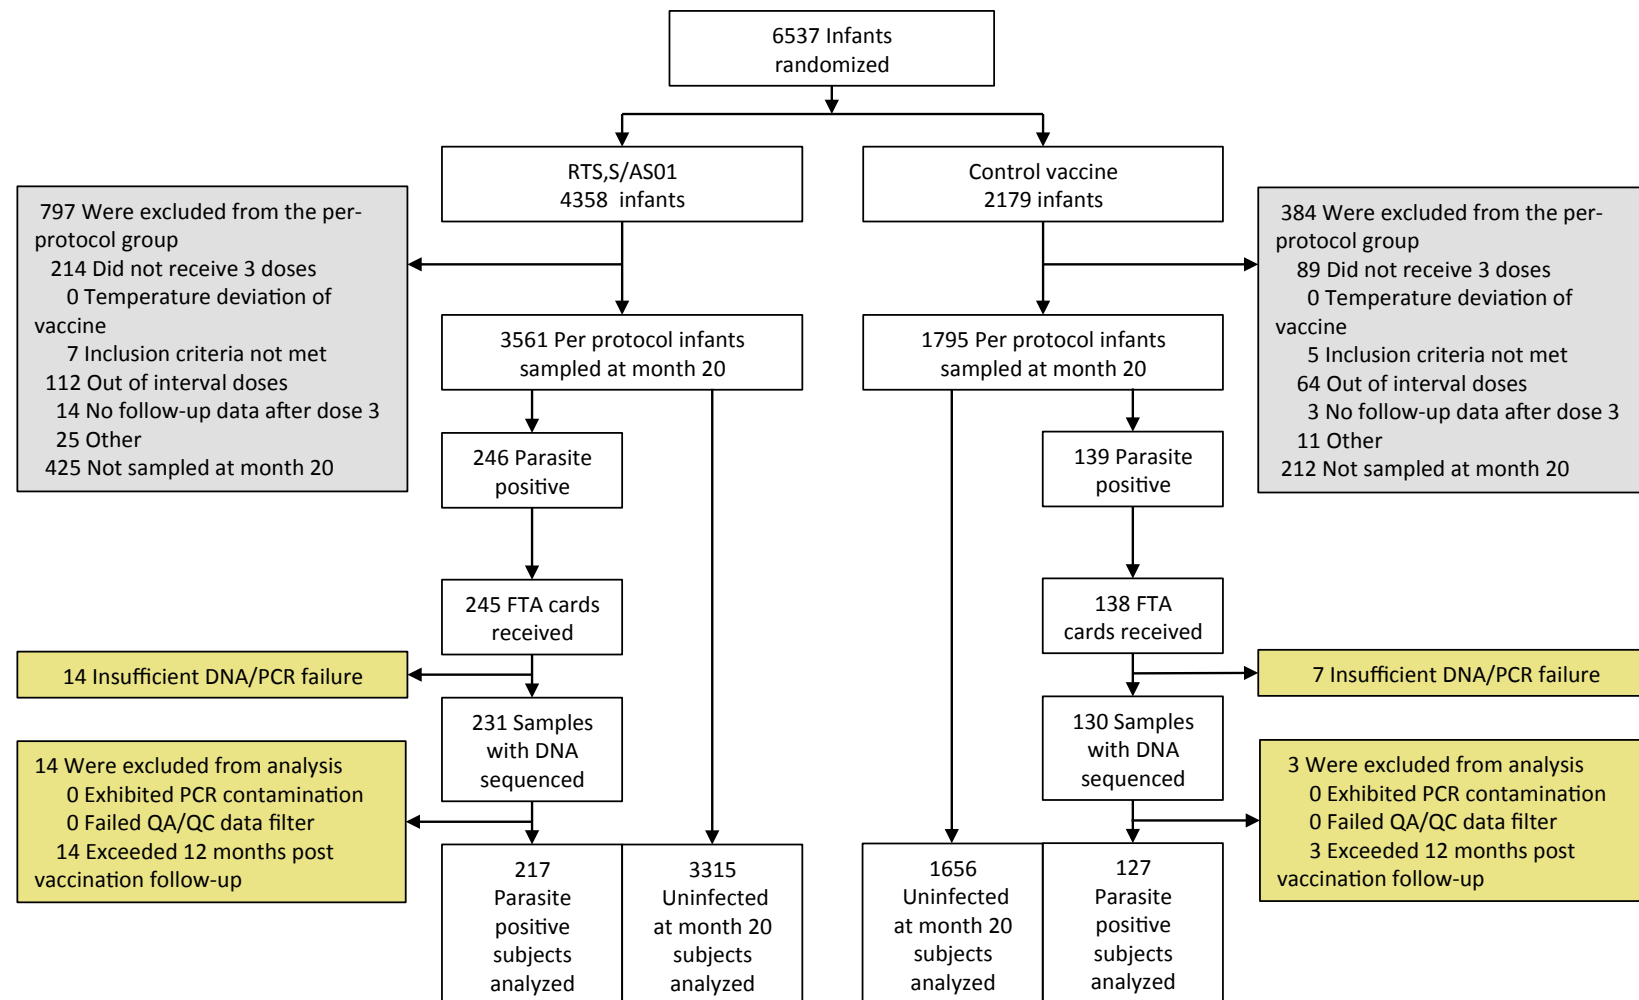 6537 Infants
randomized
RTS,S/AS01
4358 infants
Control vaccine
2179 infants
797 Were excluded from the per-
protocol group
214 Did not receive 3 doses
0 Temperature deviation of
vaccine
7 Inclusion criteria not met
112 Out of interval doses
14 No follow-up data after dose 3
25 Other
425 Not sampled at month 20
384 Were excluded from the per-
protocol group
89 Did not receive 3 doses
0 Temperature deviation of
vaccine
5 Inclusion criteria not met
64 Out of interval doses
3 No follow-up data after dose 3
11 Other
212 Not sampled at month 20
3561 Per protocol infants
sampled at month 20
1795 Per protocol infants
sampled at month 20
246 Parasite
positive
139 Parasite
positive
245 FTA cards
received
138 FTA
cards received
14 Insufficient DNA/PCR failure
7 Insufficient DNA/PCR failure
231 Samples
with DNA
sequenced
130 Samples
with DNA
sequenced
14 Were excluded from analysis
0 Exhibited PCR contamination
0 Failed QA/QC data filter
14 Exceeded 12 months post
vaccination follow-up
3 Were excluded from analysis
0 Exhibited PCR contamination
0 Failed QA/QC data filter
3 Exceeded 12 months post
vaccination follow-up
217
Parasite
positive
subjects
analyzed
3315
Uninfected
at month 20
subjects
analyzed
1656
Uninfected
at month 20
subjects
analyzed
127
Parasite
positive
subjects
analyzed